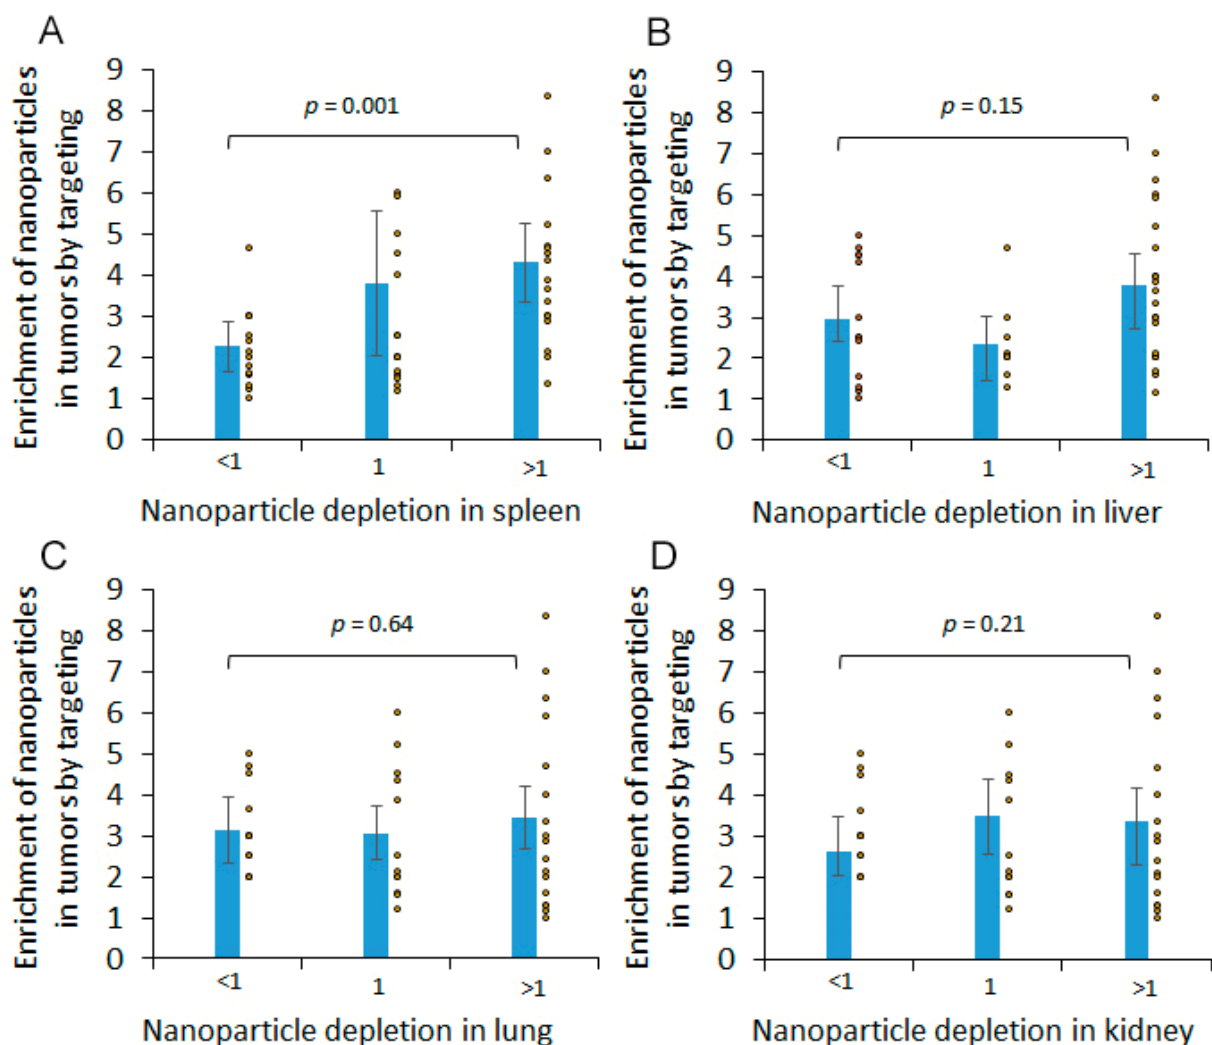 A
Enrichment of nanoparticles
in tumors by targeting
9
8
7
6
5
4
3
2
1
0
p = 0.001
<1
1
>1
Nanoparticle depletion in spleen
B
Enrichment of nanoparticles
in tumors by targeting
9
8
7
6
5
4
3
2
1
0
p = 0.15
<1
1
>1
Nanoparticle depletion in liver
C
Enrichment of nanoparticles
in tumors by targeting
9
8
7
6
5
4
3
2
1
0
p = 0.64
<1
1
>1
Nanoparticle depletion in lung
D
Enrichment of nanoparticles
in tumors by targeting
9
8
7
6
5
4
3
2
1
0
p = 0.21
<1
1
>1
Nanoparticle depletion in kidney